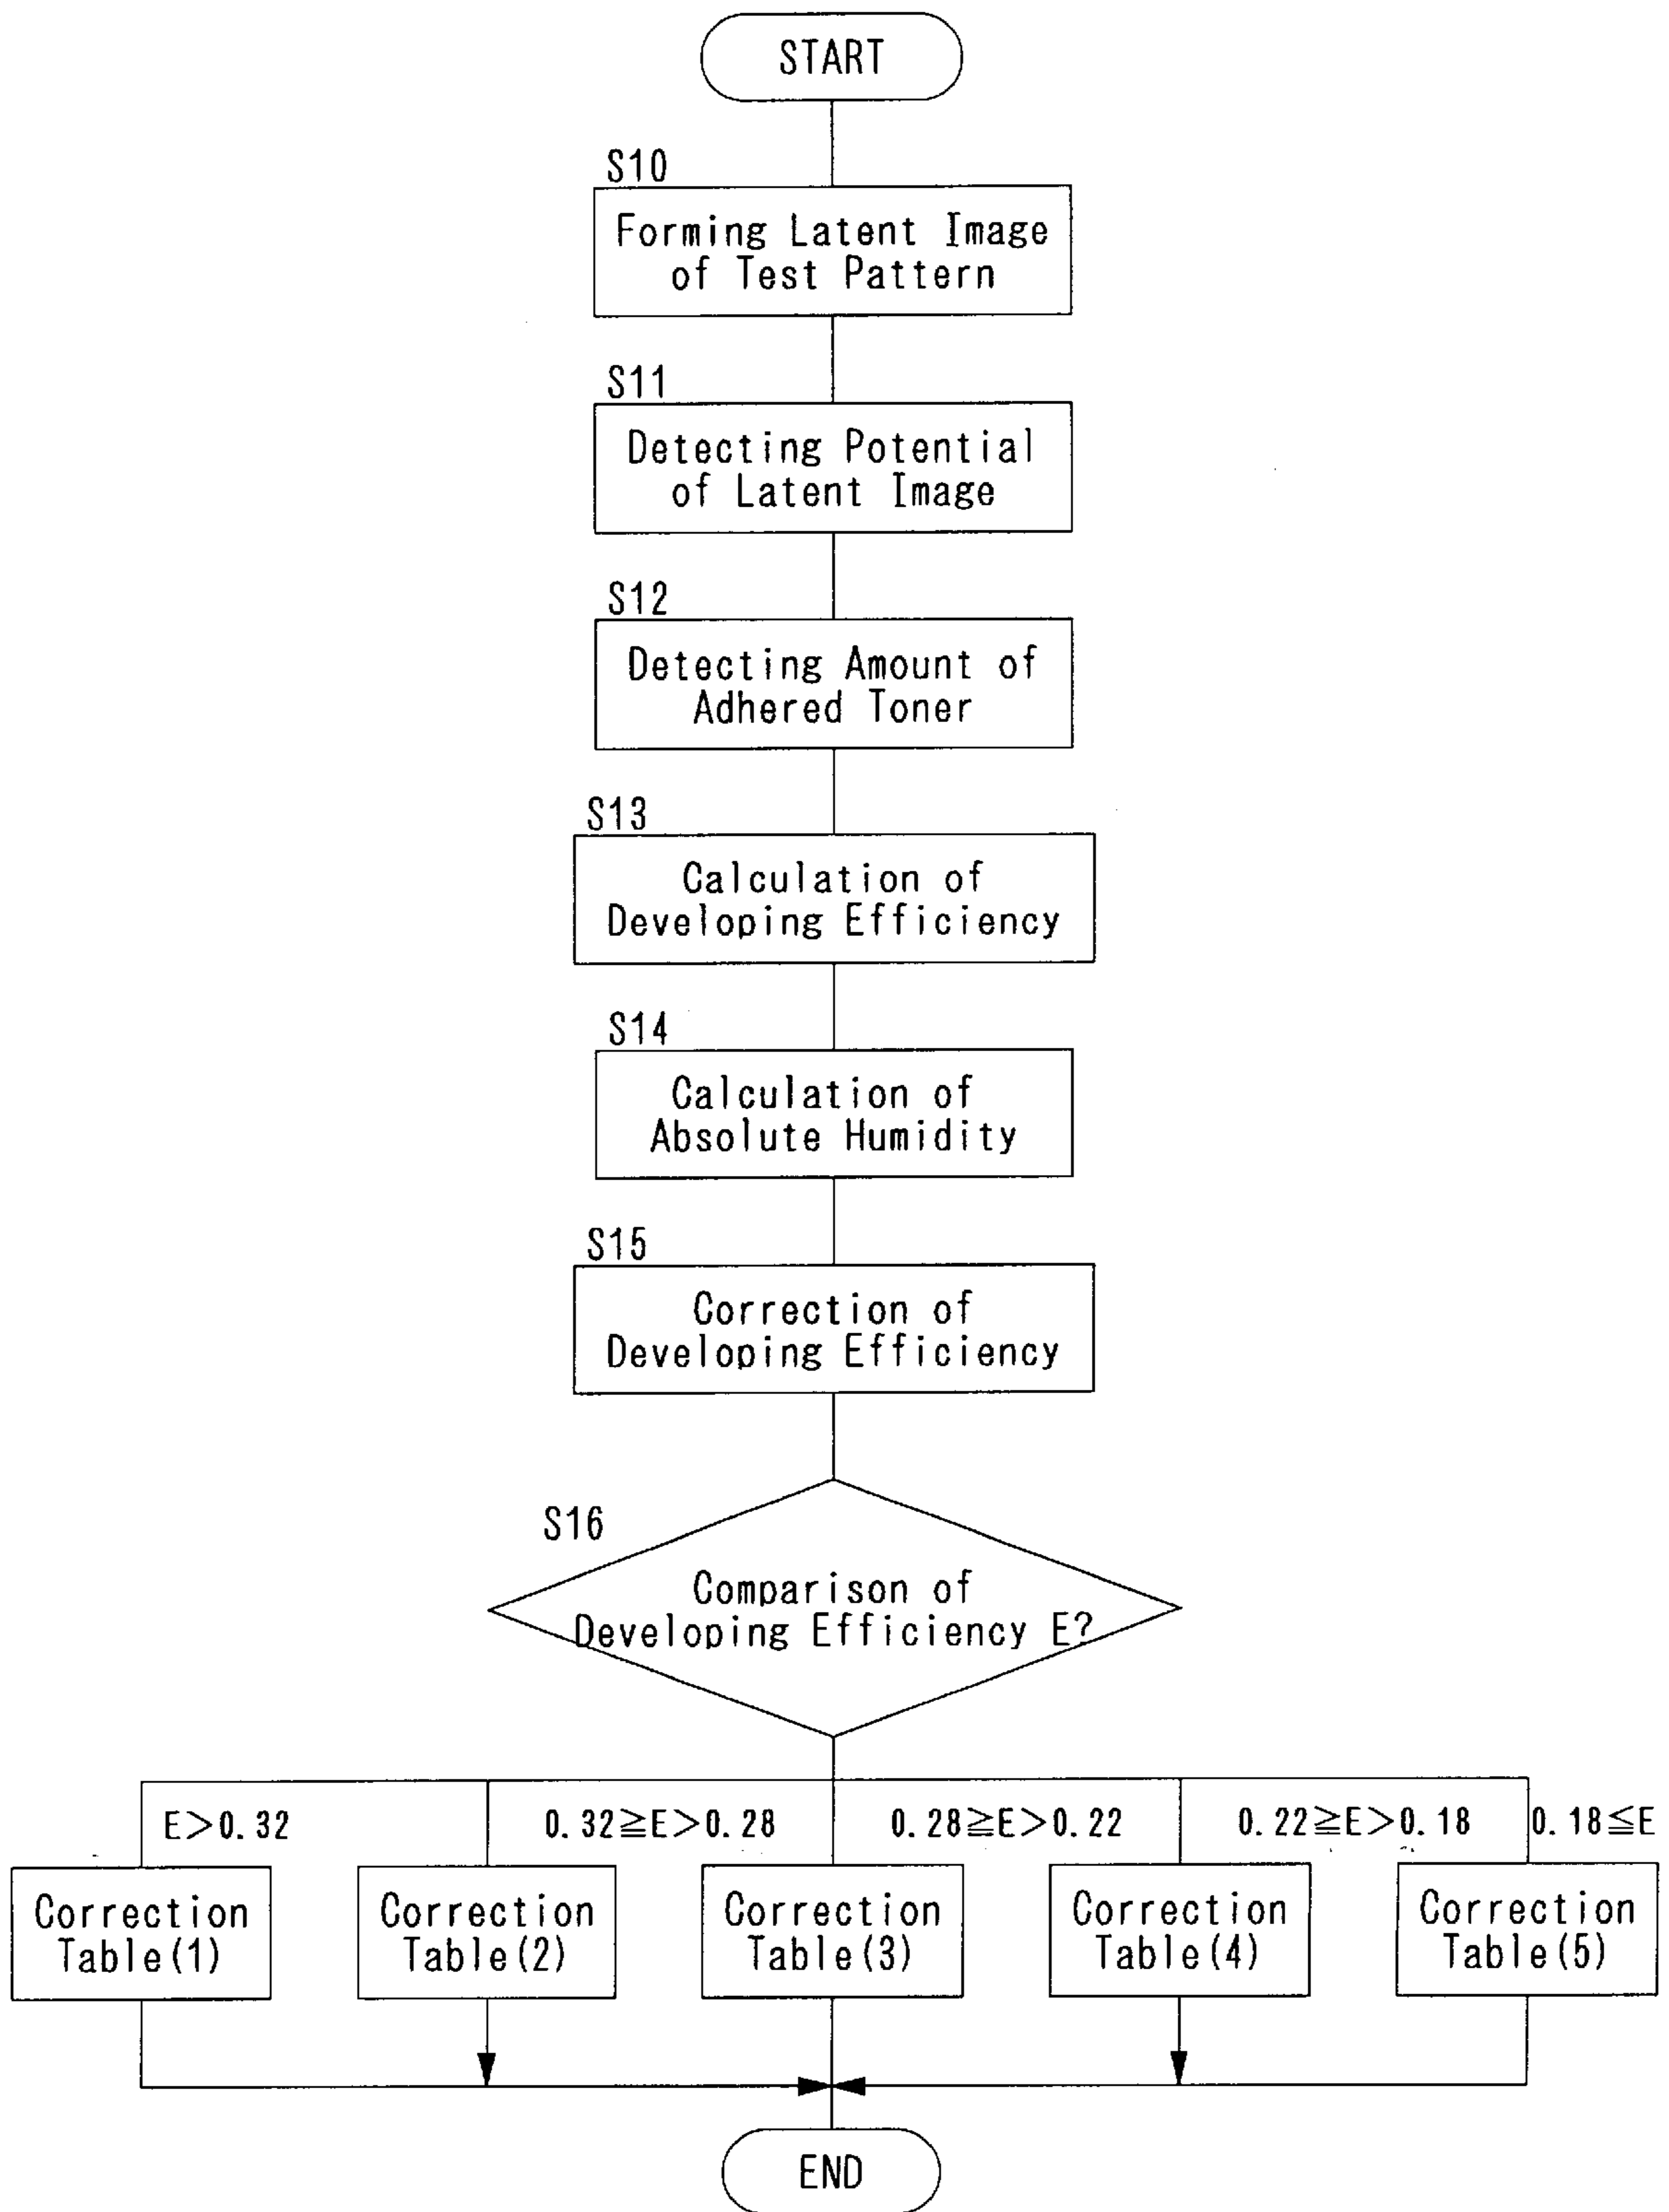 START
S10
Forming Latent Image
of Test Pattern
S11
Detecting Potential
of Latent Image
S12
Detecting Amount of
Adhered Toner
S13
Calculation of
Developing Efficiency
S14
Calculation of
Absolute Humidity
S15
Correction of
Developing Efficiency
S16
Comparison of
Developing Efficiency E?
E>0.32
0.32≧E>0.28
0.28≧E>0.22
0.22≧E>0.18
0.18≦E
Correction
Table(1)
Correction
Table(2)
Correction
Table(3)
Correction
Table(4)
Correction
Table(5)
END